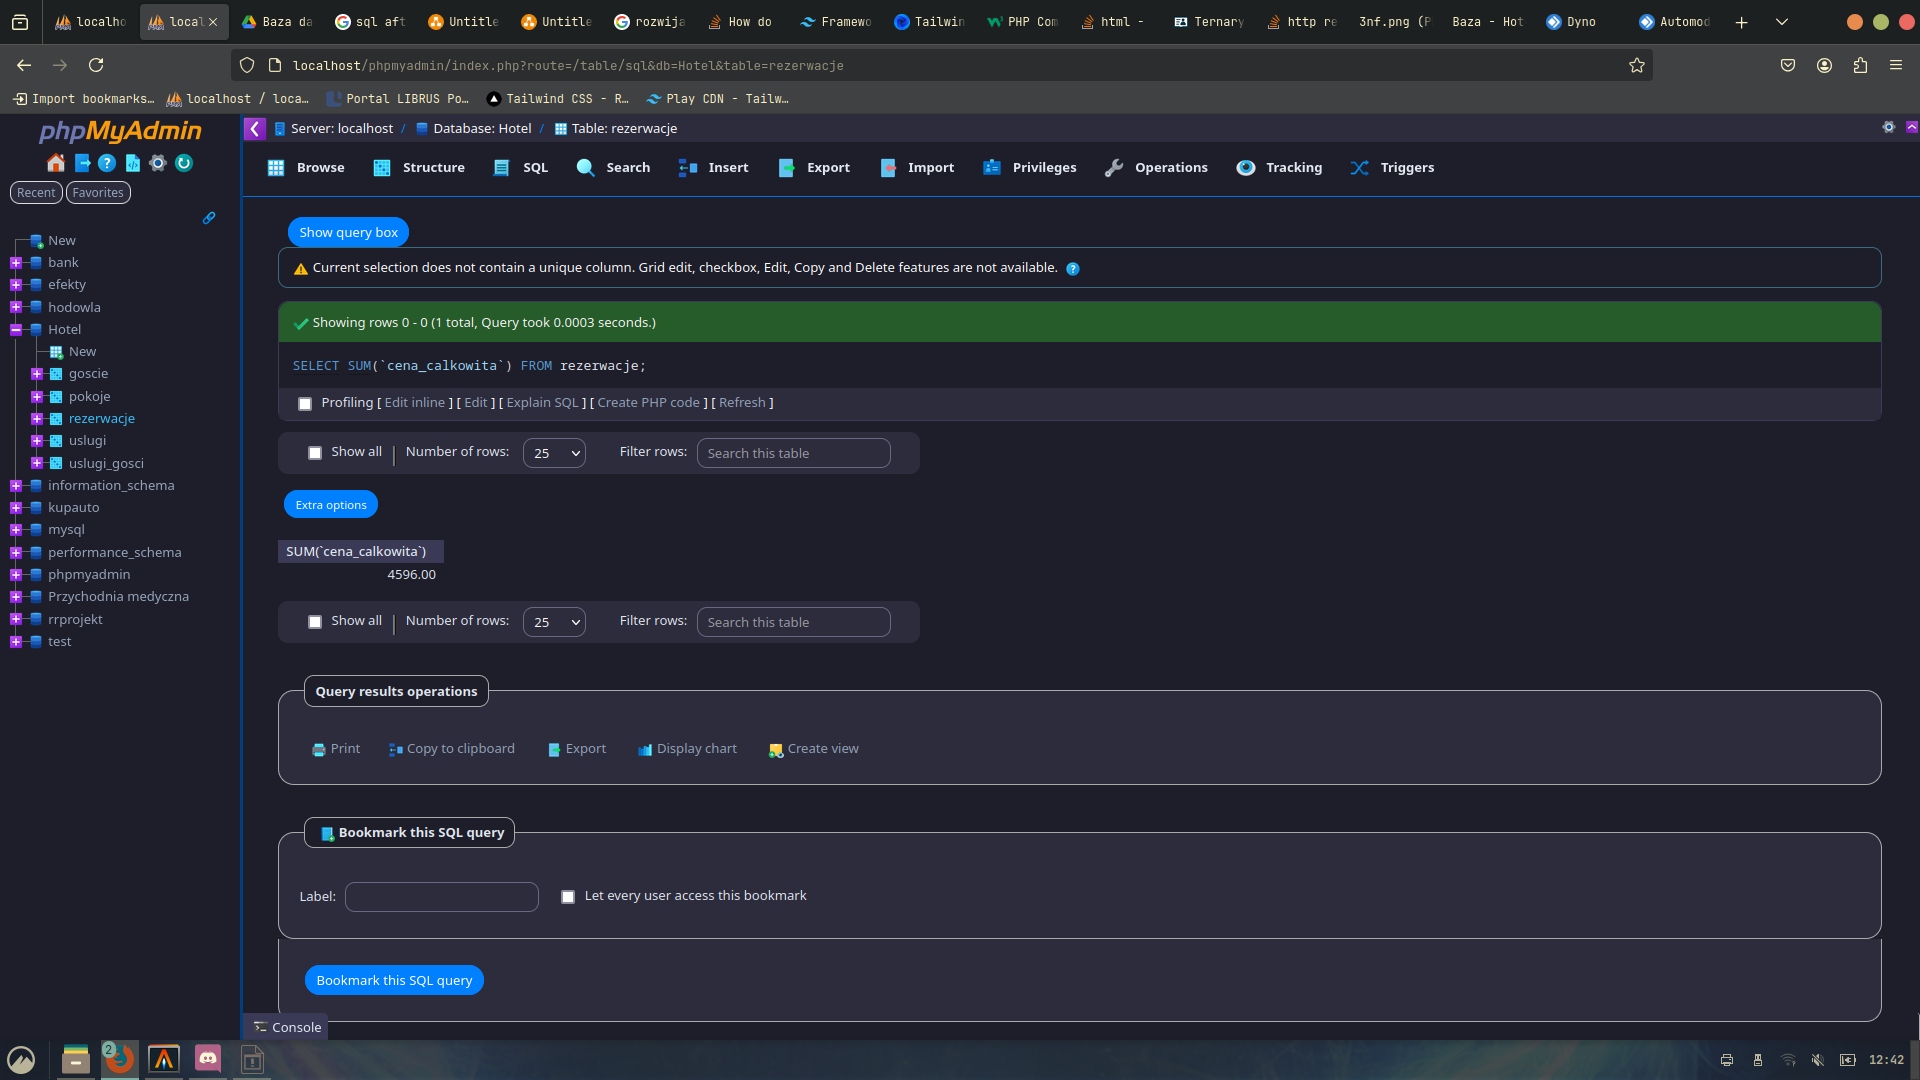 localho
local
Baza da
sql aft
Untitle
Untitle
rozwija
How do
Framewo
Tailwin
PHP Com
html -
Ternary
http re
3nf.png (P
Baza - Hot
Dyno
Automod
localhost/phpmyadmin/index.php?route=/table/sql&db=Hotel&table=rezerwacje
Import bookmarks…
localhost / loca…
Portal LIBRUS Po…
Tailwind CSS - R…
Play CDN - Tailw…
phpMyAdmin
Recent
Favorites
New
bank
efekty
hodowla
Hotel
New
goscie
pokoje
rezerwacje
uslugi
uslugi_gosci
information_schema
kupauto
mysql
performance_schema
phpmyadmin
Przychodnia medyczna
rrprojekt
test
Server: localhost / Database: Hotel / Table: rezerwacje
Browse
Structure
SQL
Search
Insert
Export
Import
Privileges
Operations
Tracking
Triggers
Show query box
Current selection does not contain a unique column. Grid edit, checkbox, Edit, Copy and Delete features are not available.
Showing rows 0 - 0 (1 total, Query took 0.0003 seconds.)
SELECT SUM(`cena_calkowita`) FROM rezerwacje;
Profiling [ Edit inline ] [ Edit ] [ Explain SQL ] [ Create PHP code ] [ Refresh ]
Show all | Number of rows: 25 Filter rows: Search this table
Extra options
SUM(`cena_calkowita`)
4596.00
Show all | Number of rows: 25 Filter rows: Search this table
Query results operations
Print
Copy to clipboard
Export
Display chart
Create view
Bookmark this SQL query
Label:
Let every user access this bookmark
Bookmark this SQL query
Console
2
12:42